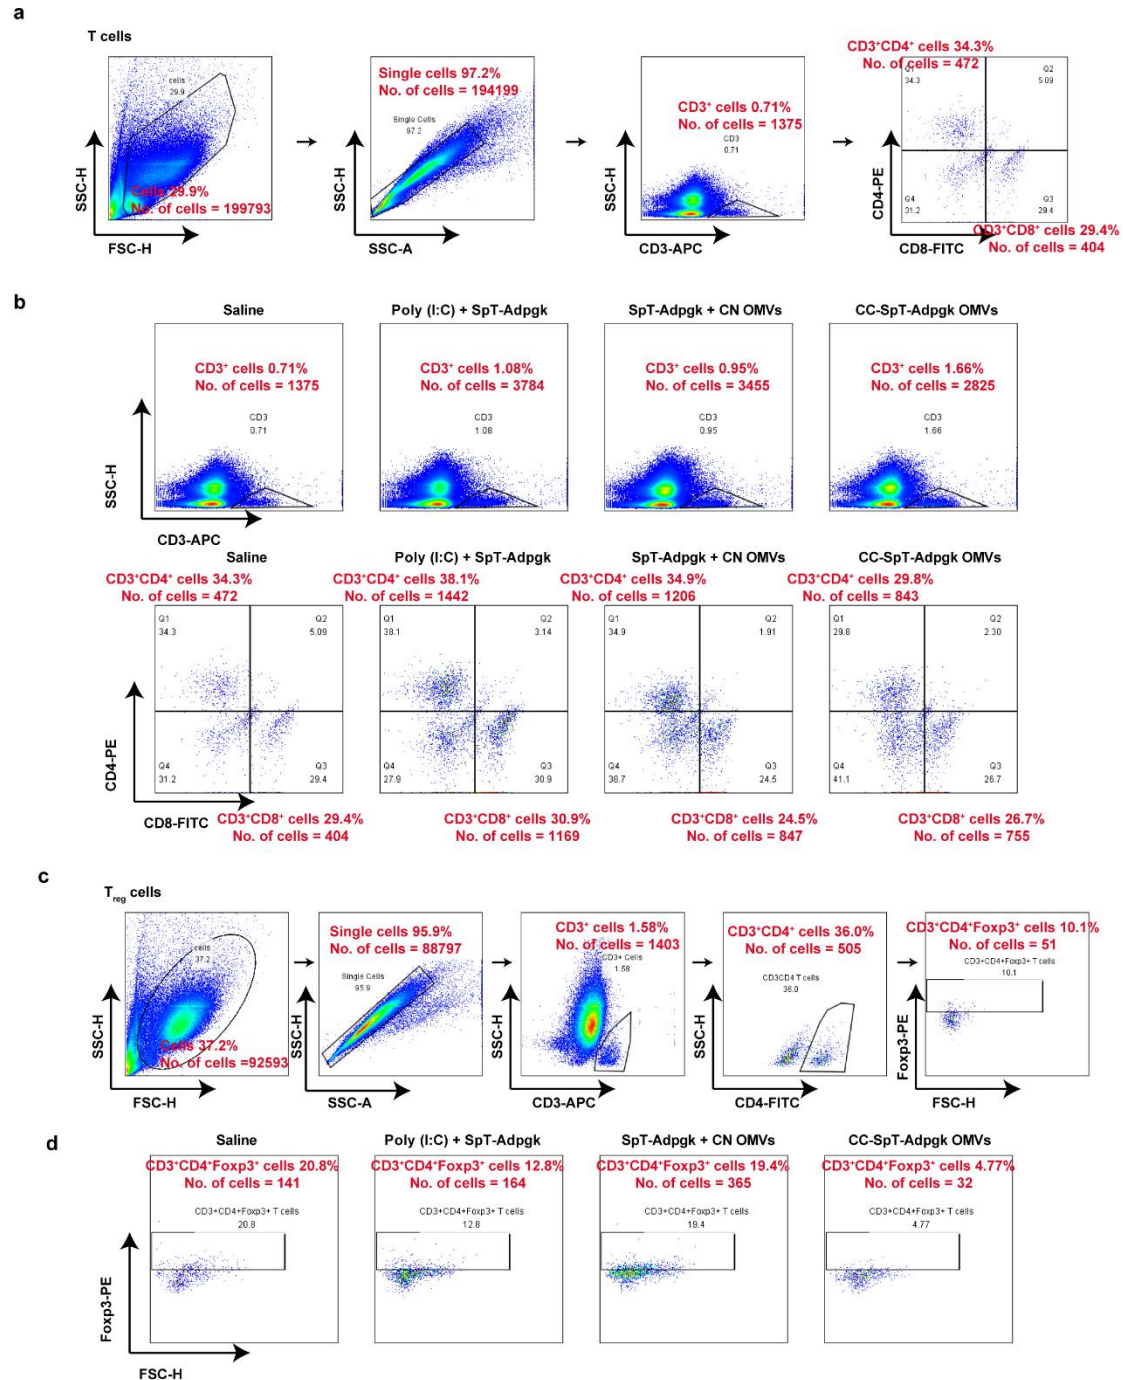 a
T cells
cells
29.9
Cells 29.9%
No. of cells = 199793
SSC-H
FSC-H
Single cells 97.2%
No. of cells = 194199
Single Cells
97.2
SSC-H
SSC-A
CD3⁺ cells 0.71%
No. of cells = 1375
CD3
0.71
SSC-H
CD3-APC
CD3⁺CD4⁺ cells 34.3%
No. of cells = 472
Q1
34.3
Q2
5.09
Q4
31.2
Q3
29.4
CD4-PE
CD8-FITC
CD3⁺CD8⁺ cells 29.4%
No. of cells = 404
b
Saline
Poly (I:C) + SpT-Adpgk
SpT-Adpgk + CN OMVs
CC-SpT-Adpgk OMVs
CD3⁺ cells 0.71%
No. of cells = 1375
CD3
0.71
CD3⁺ cells 1.08%
No. of cells = 3784
CD3
1.08
CD3⁺ cells 0.95%
No. of cells = 3455
CD3
0.95
CD3⁺ cells 1.66%
No. of cells = 2825
CD3
1.66
SSC-H
CD3-APC
Saline
Poly (I:C) + SpT-Adpgk
SpT-Adpgk + CN OMVs
CC-SpT-Adpgk OMVs
CD3⁺CD4⁺ cells 34.3%
No. of cells = 472
CD3⁺CD4⁺ cells 38.1%
No. of cells = 1442
CD3⁺CD4⁺ cells 34.9%
No. of cells = 1206
CD3⁺CD4⁺ cells 29.8%
No. of cells = 843
Q1
34.3
Q2
5.09
Q4
31.2
Q3
29.4
Q1
38.1
Q2
3.14
Q4
27.9
Q3
30.9
Q1
34.9
Q2
1.91
Q4
38.7
Q3
24.5
Q1
29.8
Q2
2.30
Q4
41.1
Q3
26.7
CD4-PE
CD8-FITC
CD3⁺CD8⁺ cells 29.4%
No. of cells = 404
CD3⁺CD8⁺ cells 30.9%
No. of cells = 1169
CD3⁺CD8⁺ cells 24.5%
No. of cells = 847
CD3⁺CD8⁺ cells 26.7%
No. of cells = 755
c
Treg cells
cells
37.2
Cells 37.2%
No. of cells =92593
SSC-H
FSC-H
Single cells 95.9%
No. of cells = 88797
Single Cells
95.9
SSC-H
SSC-A
CD3⁺ cells 1.58%
No. of cells = 1403
CD3+ Cells
1.58
SSC-H
CD3-APC
CD3⁺CD4⁺ cells 36.0%
No. of cells = 505
CD3CD4 T cells
36.0
SSC-H
CD4-FITC
CD3⁺CD4⁺Foxp3⁺ cells 10.1%
No. of cells = 51
CD3+CD4+Foxp3+ T cells
10.1
Foxp3-PE
FSC-H
d
Saline
Poly (I:C) + SpT-Adpgk
SpT-Adpgk + CN OMVs
CC-SpT-Adpgk OMVs
CD3⁺CD4⁺Foxp3⁺ cells 20.8%
No. of cells = 141
CD3+CD4+Foxp3+ T cells
20.8
CD3⁺CD4⁺Foxp3⁺ cells 12.8%
No. of cells = 164
CD3+CD4+Foxp3+ T cells
12.8
CD3⁺CD4⁺Foxp3⁺ cells 19.4%
No. of cells = 365
CD3+CD4+Foxp3+ T cells
19.4
CD3⁺CD4⁺Foxp3⁺ cells 4.77%
No. of cells = 32
CD3+CD4+Foxp3+ T cells
4.77
Foxp3-PE
FSC-H